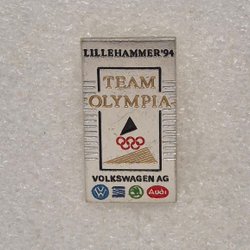 LILLEHAMMER'94
TEAM
OLYMPIA
VOLKSWAGEN AG
Audi